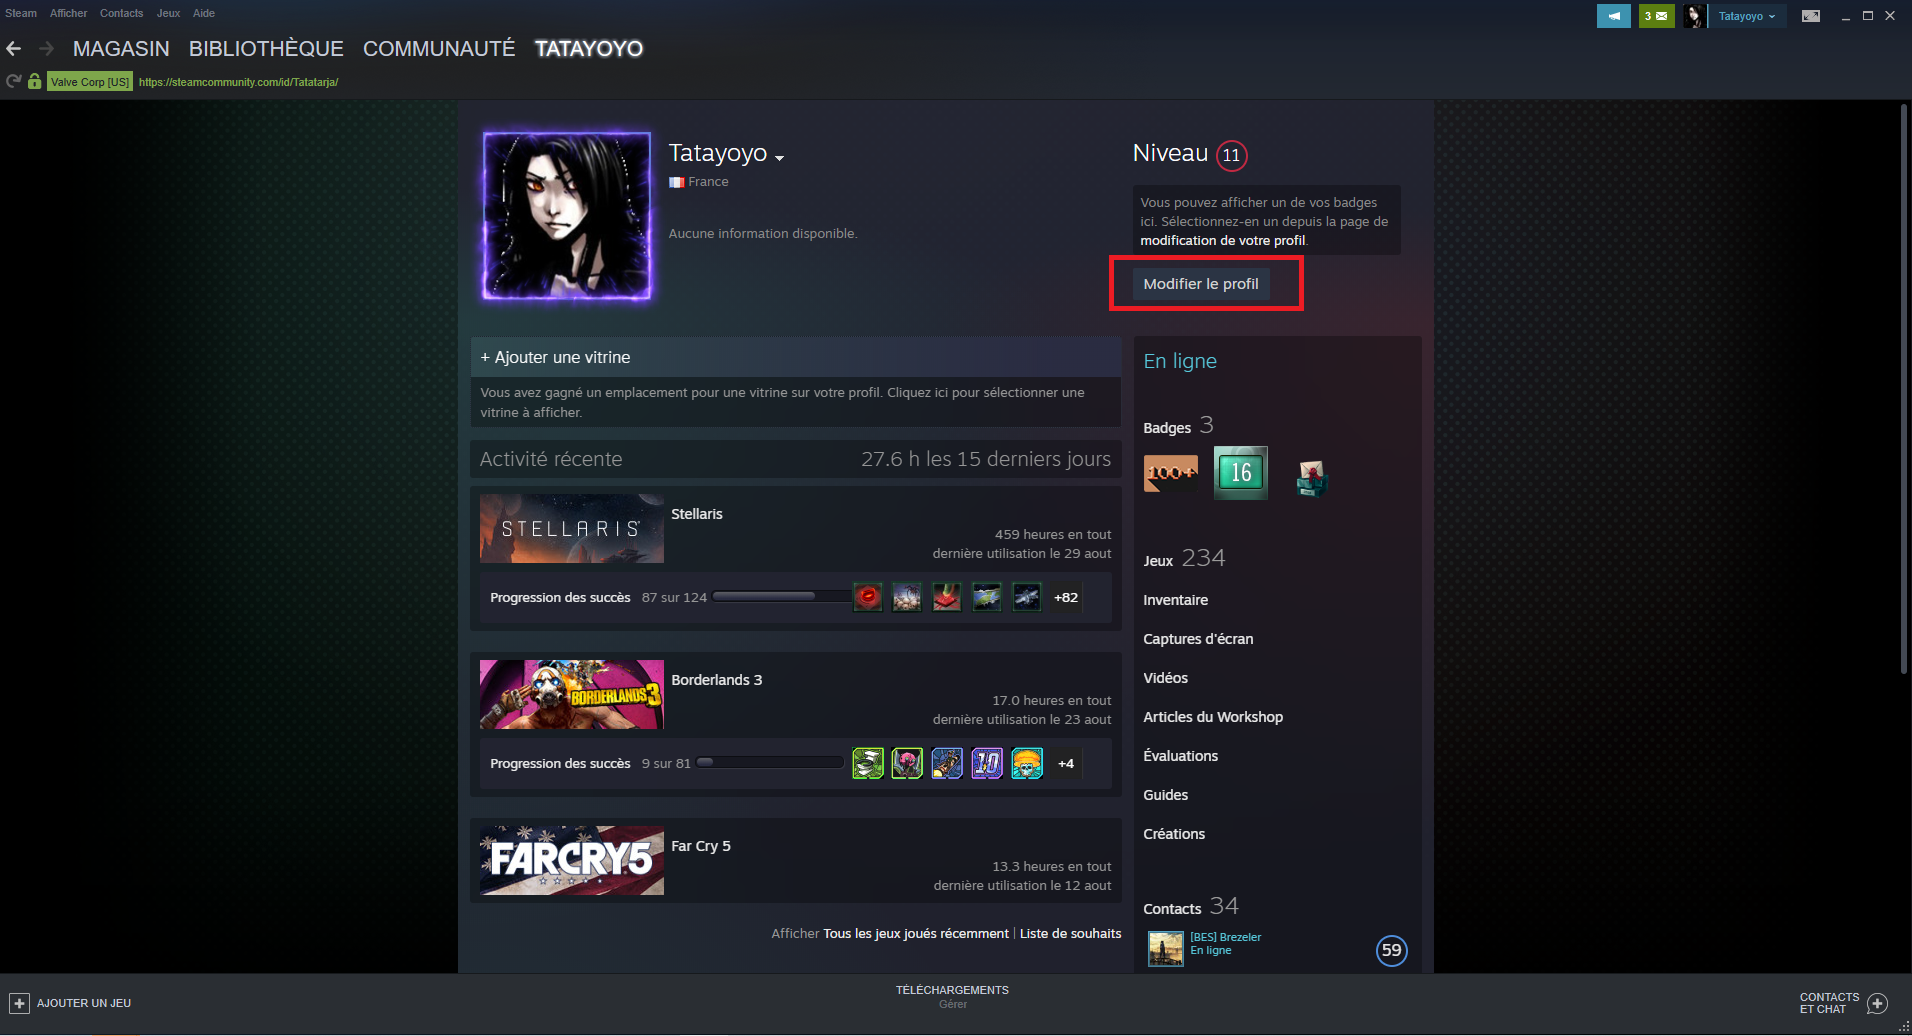 Steam Afficher Contacts Jeux Aide
3
Tatayoyo
MAGASIN BIBLIOTHÈQUE COMMUNAUTÉ TATAYOYO
Valve Corp [US] https://steamcommunity.com/id/Tatatarja/
Tatayoyo
France
Aucune information disponible.
Niveau 11
Vous pouvez afficher un de vos badges
ici. Sélectionnez-en un depuis la page de
modification de votre profil.
Modifier le profil
+ Ajouter une vitrine
Vous avez gagné un emplacement pour une vitrine sur votre profil. Cliquez ici pour sélectionner une
vitrine à afficher.
Activité récente 27.6 h les 15 derniers jours
STELLARIS
Stellaris
459 heures en tout
dernière utilisation le 29 aout
Progression des succès 87 sur 124 +82
BORDERLANDS 3
Borderlands 3
17.0 heures en tout
dernière utilisation le 23 aout
Progression des succès 9 sur 81 10 +4
FARCRY5
Far Cry 5
13.3 heures en tout
dernière utilisation le 12 aout
Afficher Tous les jeux joués récemment | Liste de souhaits
En ligne
Badges 3
100+ 16
Jeux 234
Inventaire
Captures d'écran
Vidéos
Articles du Workshop
Évaluations
Guides
Créations
Contacts 34
[BES] Brezeler
En ligne
59
AJOUTER UN JEU
TÉLÉCHARGEMENTS
Gérer
CONTACTS
ET CHAT